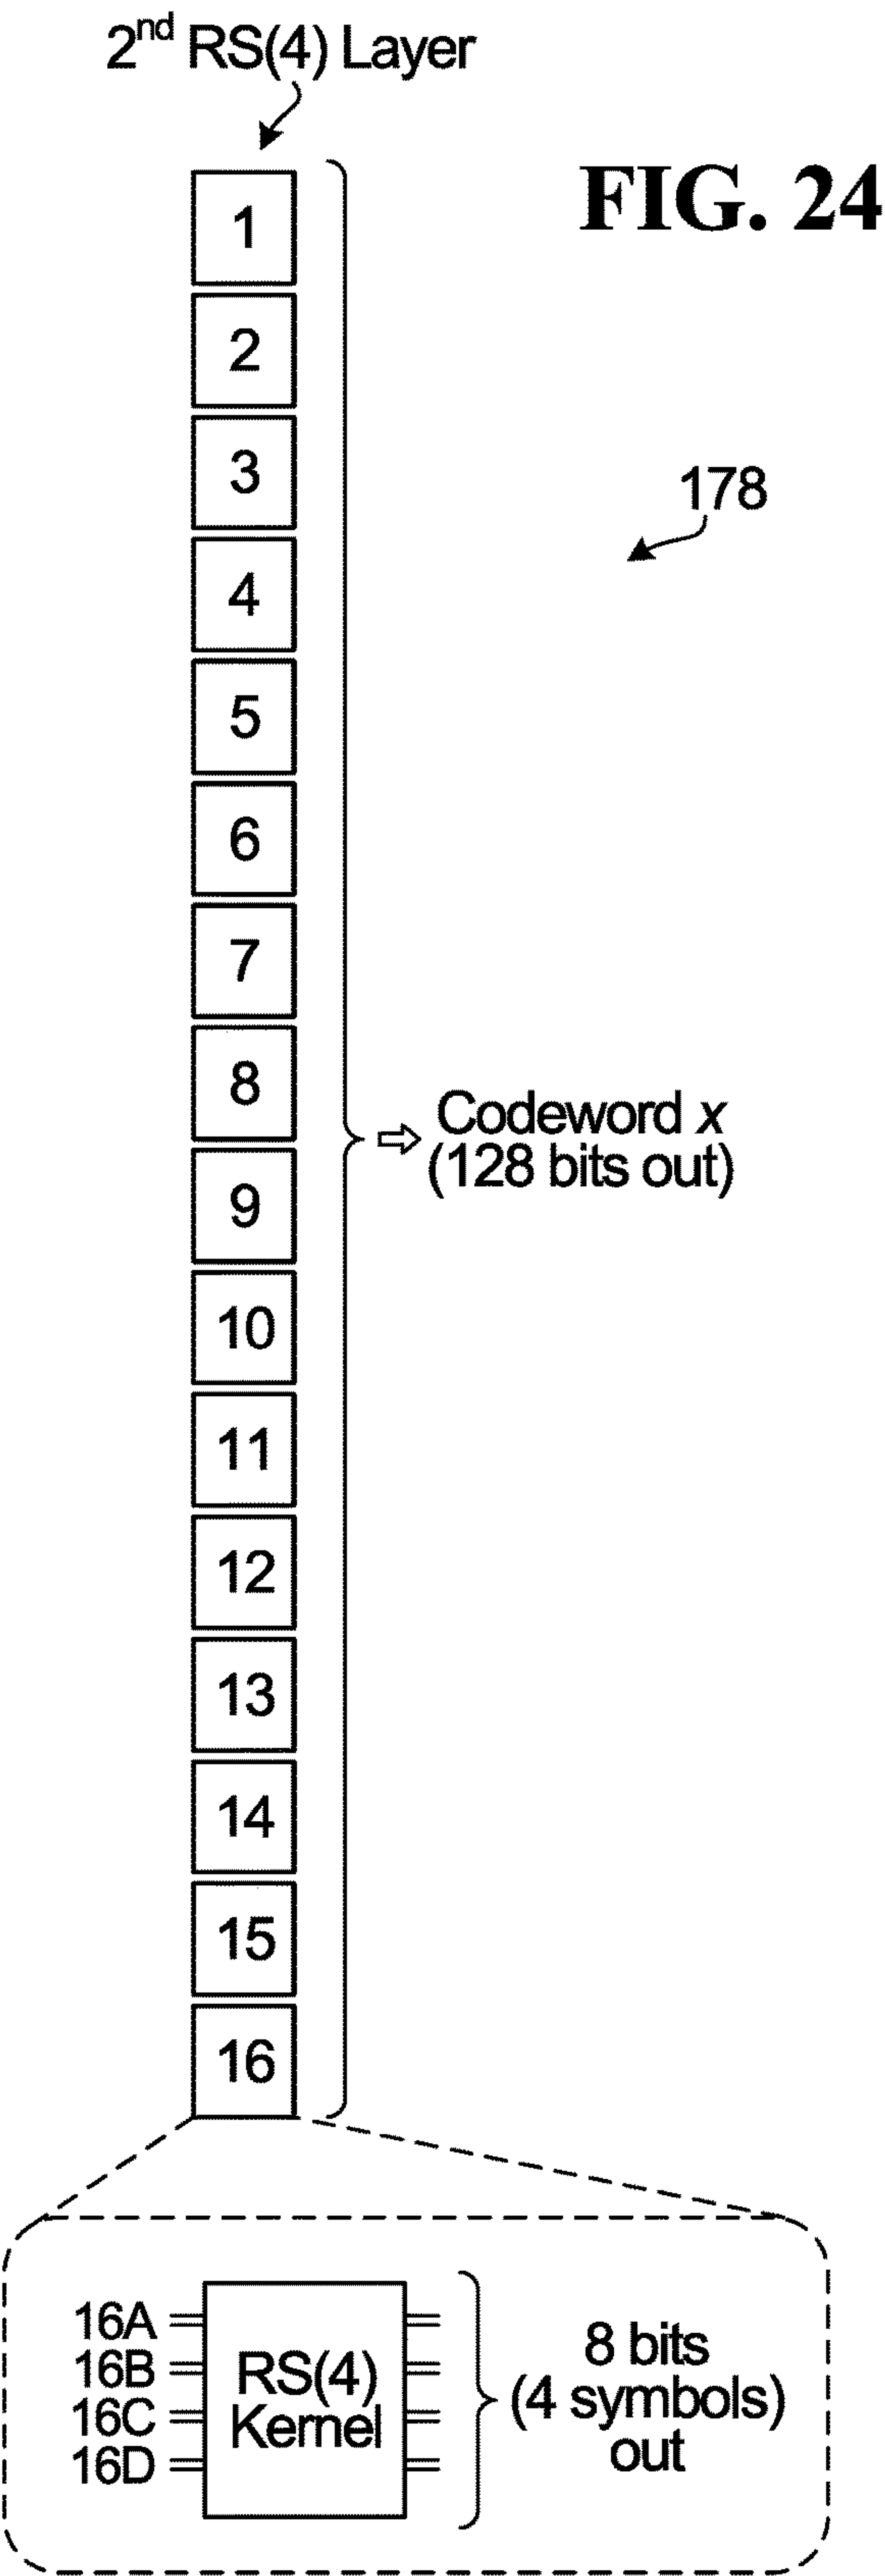 2nd RS(4) Layer
FIG. 24
1
2
3
178
4
5
6
7
8
Codeword x
(128 bits out)
9
10
11
12
13
14
15
16
16A
16B
16C
16D
RS(4)
Kernel
8 bits
(4 symbols)
out